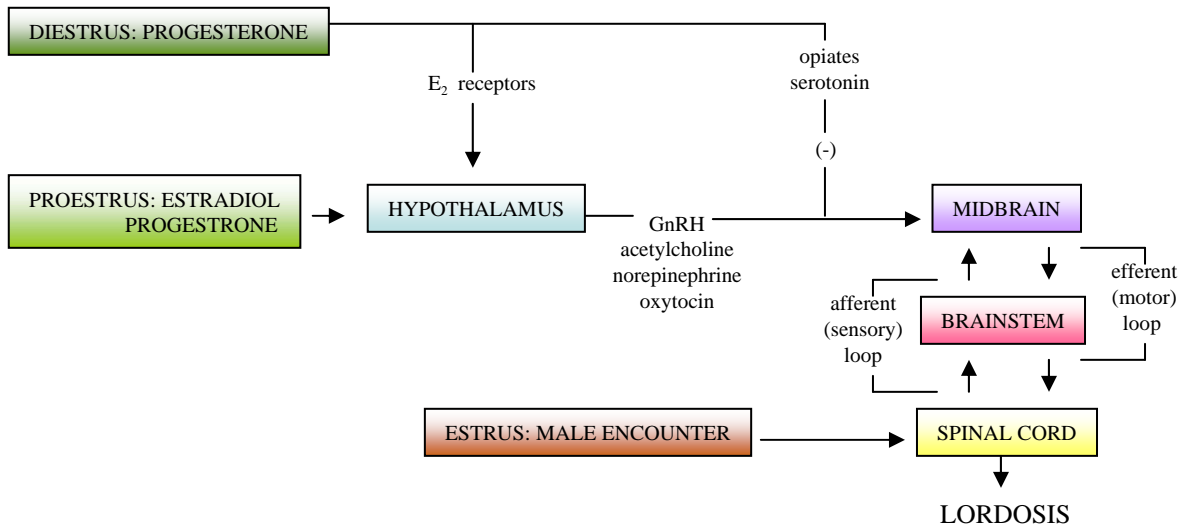 DIESTRUS: PROGESTERONE
opiates
serotonin
E₂ receptors
(-)
PROESTRUS: ESTRADIOL
PROGESTRONE
HYPOTHALAMUS
MIDBRAIN
GnRH
acetylcholine
norepinephrine
oxytocin
afferent
(sensory)
loop
BRAINSTEM
efferent
(motor)
loop
ESTRUS: MALE ENCOUNTER
SPINAL CORD
LORDOSIS